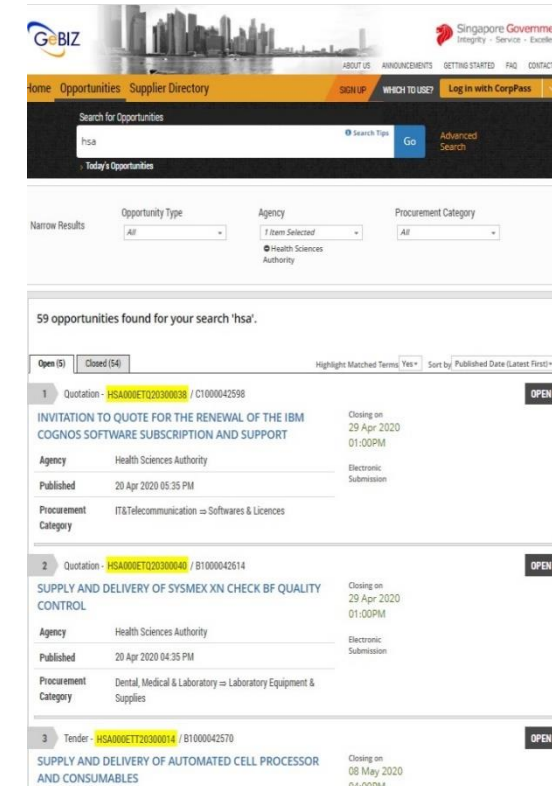 GeBIZ
Singapore Governme
Integrity · Service · Excelle
ABOUT US ANNOUNCEMENTS GETTING STARTED FAQ CONTACT
Home Opportunities Supplier Directory SIGN UP WHICH TO USE? Log in with CorpPass
Search for Opportunities
Search Tips
hsa Go Advanced Search
› Today's Opportunities
Narrow Results
Opportunity Type
All
Agency
1 Item Selected
Health Sciences
Authority
Procurement Category
All
59 opportunities found for your search 'hsa'.
Open (5) Closed (54) Highlight Matched Terms Yes Sort by Published Date (Latest First)
1 Quotation - HSA000ETQ20300038 / C1000042598 OPEN
INVITATION TO QUOTE FOR THE RENEWAL OF THE IBM
COGNOS SOFTWARE SUBSCRIPTION AND SUPPORT
Closing on
29 Apr 2020
01:00PM
Electronic
Submission
Agency Health Sciences Authority
Published 20 Apr 2020 05:35 PM
Procurement Category IT&Telecommunication ⇒ Softwares & Licences
2 Quotation - HSA000ETQ20300040 / B1000042614 OPEN
SUPPLY AND DELIVERY OF SYSMEX XN CHECK BF QUALITY
CONTROL
Closing on
29 Apr 2020
01:00PM
Electronic
Submission
Agency Health Sciences Authority
Published 20 Apr 2020 04:35 PM
Procurement Category Dental, Medical & Laboratory ⇒ Laboratory Equipment &
Supplies
3 Tender - HSA000ETT20300014 / B1000042570 OPEN
SUPPLY AND DELIVERY OF AUTOMATED CELL PROCESSOR
AND CONSUMABLES
Closing on
08 May 2020
04:00PM